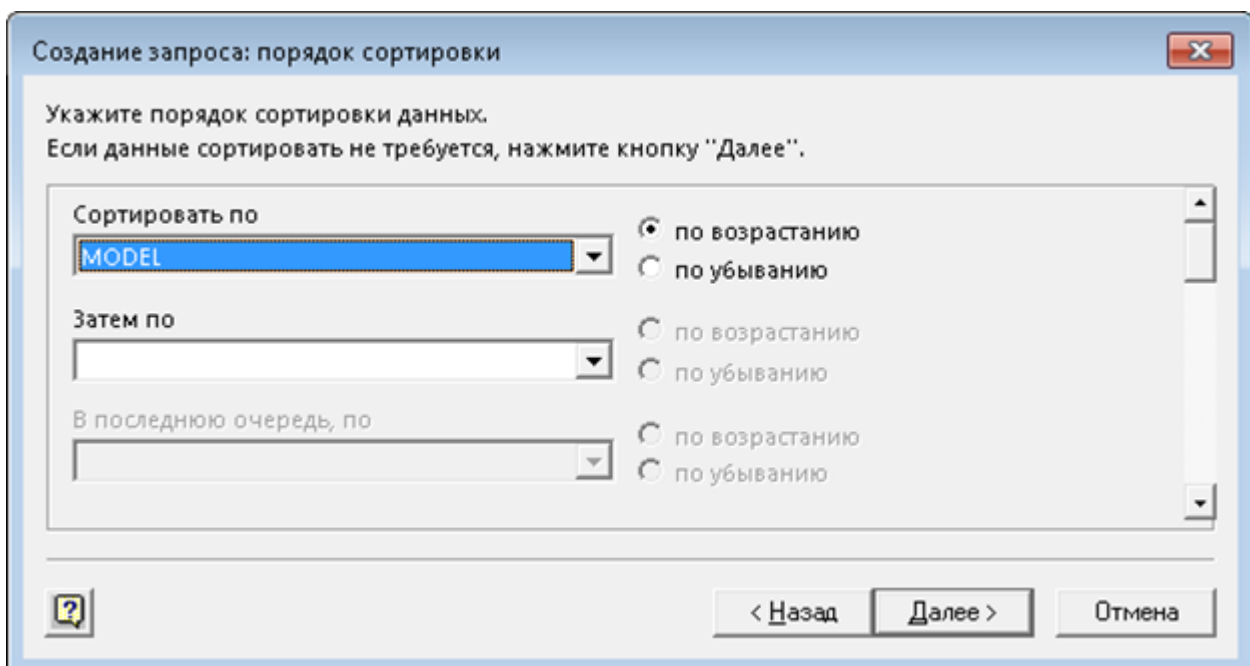 Создание запроса: порядок сортировки
Укажите порядок сортировки данных.
Если данные сортировать не требуется, нажмите кнопку "Далее".
Сортировать по
MODEL
по возрастанию
по убыванию
Затем по
по возрастанию
по убыванию
В последнюю очередь, по
по возрастанию
по убыванию
?
< Назад
Далее >
Отмена